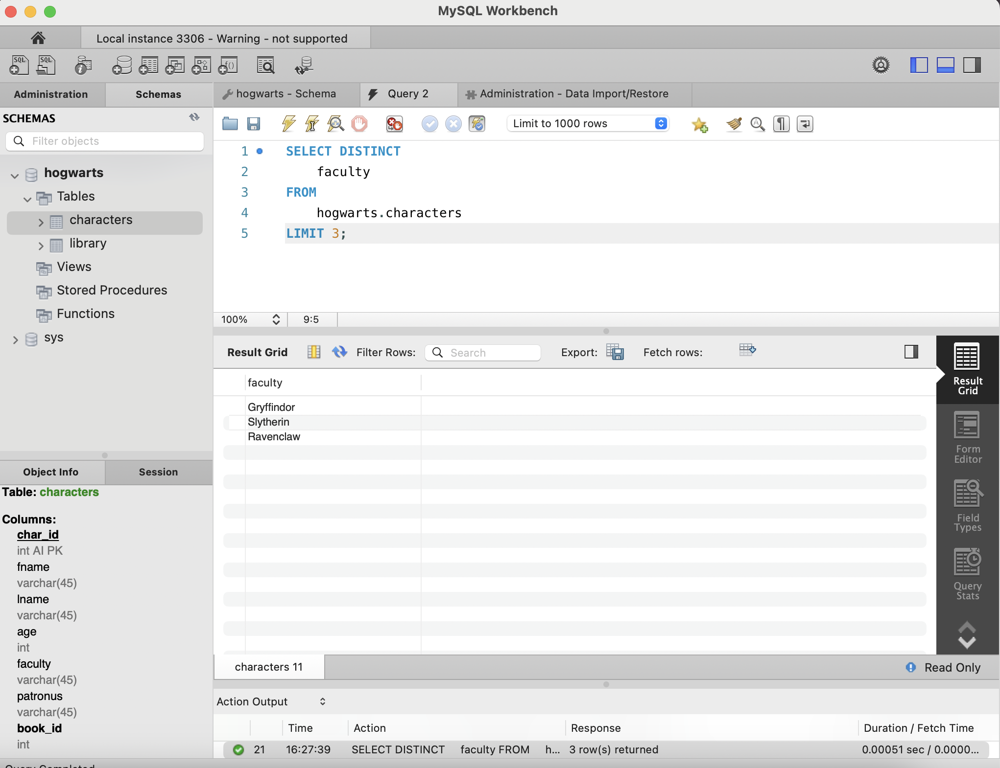 MySQL Workbench
Local instance 3306 - Warning - not supported
Administration
Schemas
hogwarts - Schema
Query 2
Administration - Data Import/Restore
SCHEMAS
Filter objects
hogwarts
Tables
characters
library
Views
Stored Procedures
Functions
sys
Limit to 1000 rows
1 SELECT DISTINCT
2 faculty
3 FROM
4 hogwarts.characters
5 LIMIT 3;
100%
9:5
Result Grid
Filter Rows:
Search
Export:
Fetch rows:
faculty
Gryffindor
Slytherin
Ravenclaw
Result
Grid
Form
Editor
Field
Types
Query
Stats
Object Info
Session
Table: characters
Columns:
char_id
int AI PK
fname
varchar(45)
lname
varchar(45)
age
int
faculty
varchar(45)
patronus
varchar(45)
book_id
int
characters 11
Read Only
Action Output
Time Action Response Duration / Fetch Time
21 16:27:39 SELECT DISTINCT faculty FROM h... 3 row(s) returned 0.00051 sec / 0.0000...
Query Completed